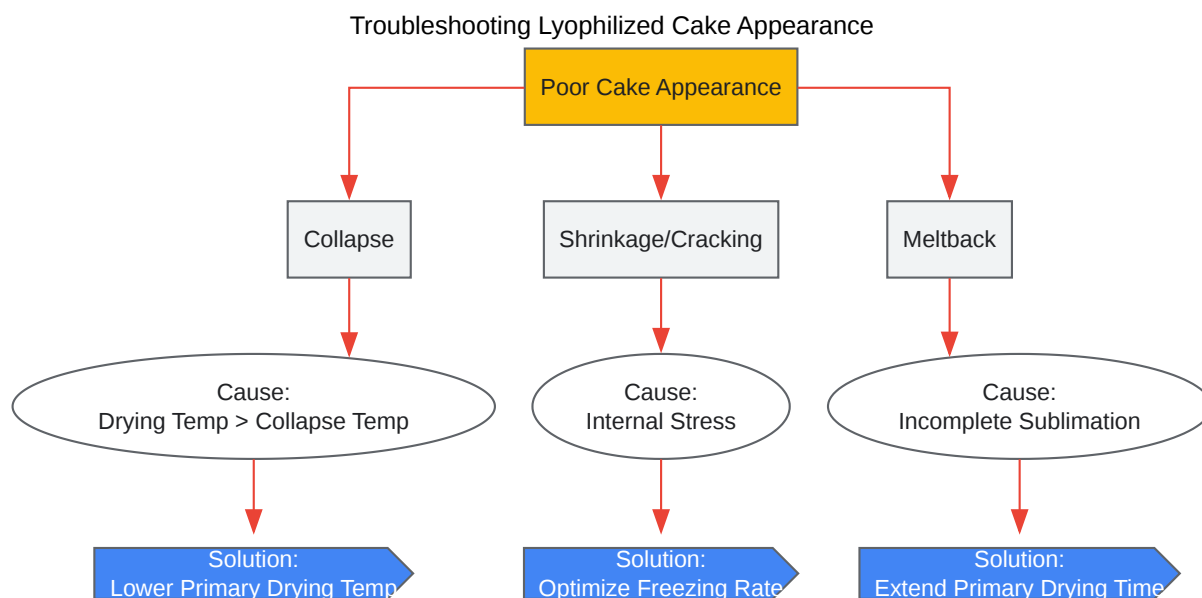 Troubleshooting Lyophilized Cake Appearance
Poor Cake Appearance
Collapse
Shrinkage/Cracking
Meltback
Cause:
Drying Temp > Collapse Temp
Cause:
Internal Stress
Cause:
Incomplete Sublimation
Solution:
Lower Primary Drying Temp
Solution:
Optimize Freezing Rate
Solution:
Extend Primary Drying Time